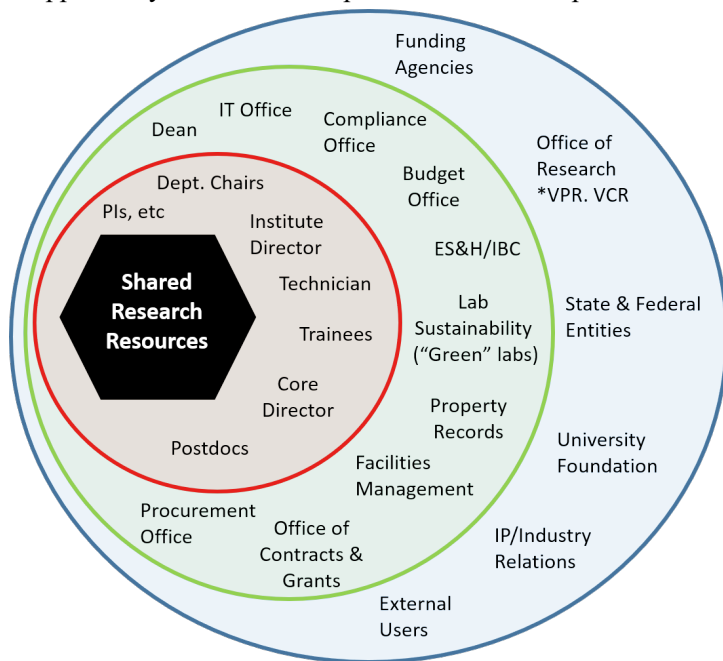 Funding
Agencies
IT Office
Dean
Compliance
Office
Office of
Research
*VPR. VCR
Budget
Office
Dept. Chairs
PIs, etc
Institute
Director
ES&H/IBC
Shared
Research
Resources
Technician
Trainees
Lab
Sustainability
(“Green” labs)
State & Federal
Entities
Core
Director
Property
Records
Postdocs
University
Foundation
Facilities
Management
Procurement
Office
Office of
Contracts &
Grants
IP/Industry
Relations
External
Users